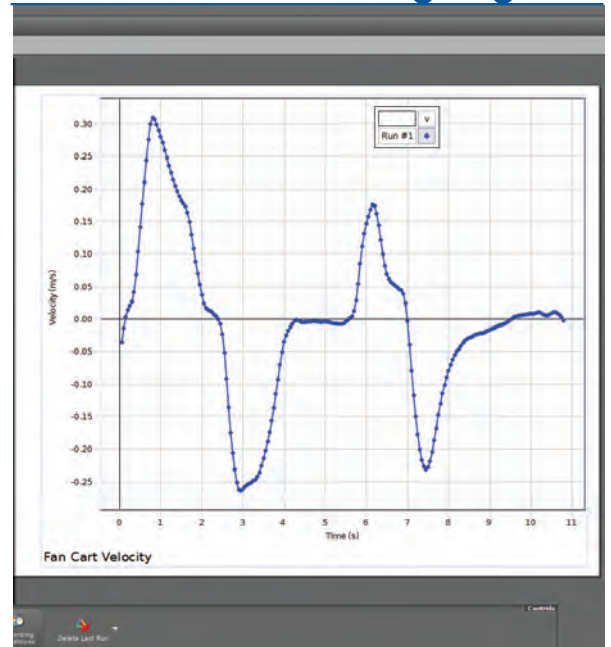 v
Run #1
0.30
0.25
0.20
0.15
0.10
0.05
0.00
-0.05
-0.10
-0.15
-0.20
-0.25
Velocity (m/s)
0 1 2 3 4 5 6 7 8 9 10 11
Time (s)
Fan Cart Velocity
Controls
Delete Last Run